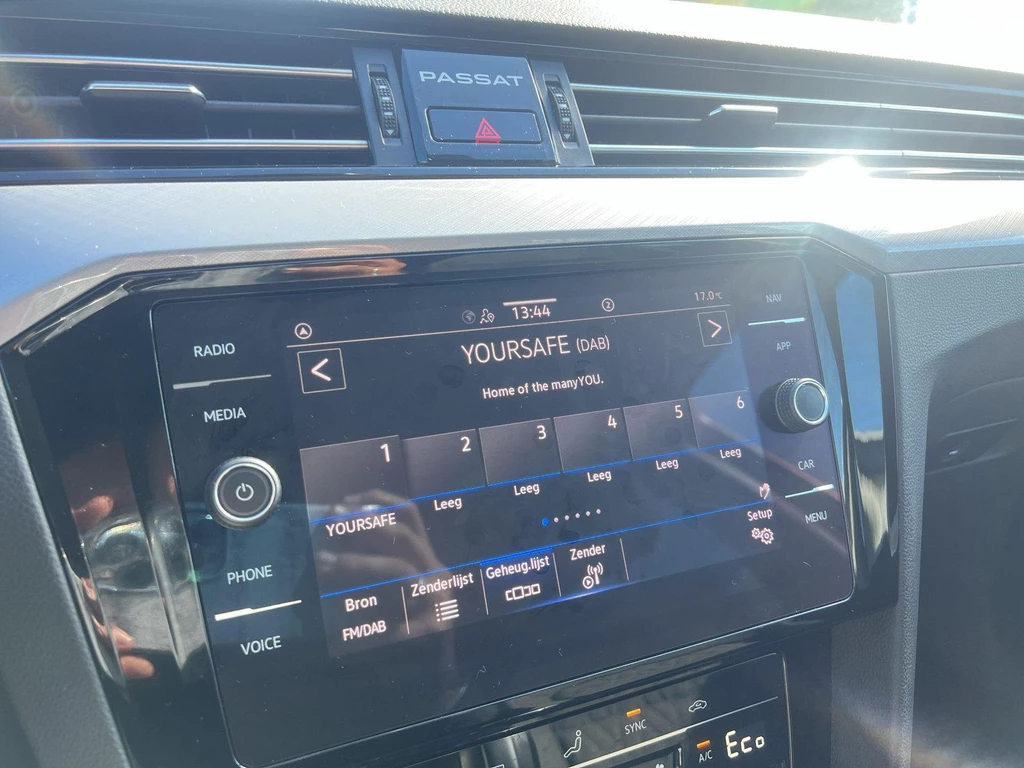 PASSAT
13:44
2
17.0°C
NAV
RADIO
YOURSAFE (DAB)
APP
MEDIA
Home of the manyYOU.
1
2
3
4
5
6
YOURSAFE
Leeg
Leeg
Leeg
Leeg
Leeg
CAR
MENU
Setup
PHONE
VOICE
Bron
FM/DAB
Zenderlijst
Geheug.lijst
Zender
SYNC
A/C
Eco